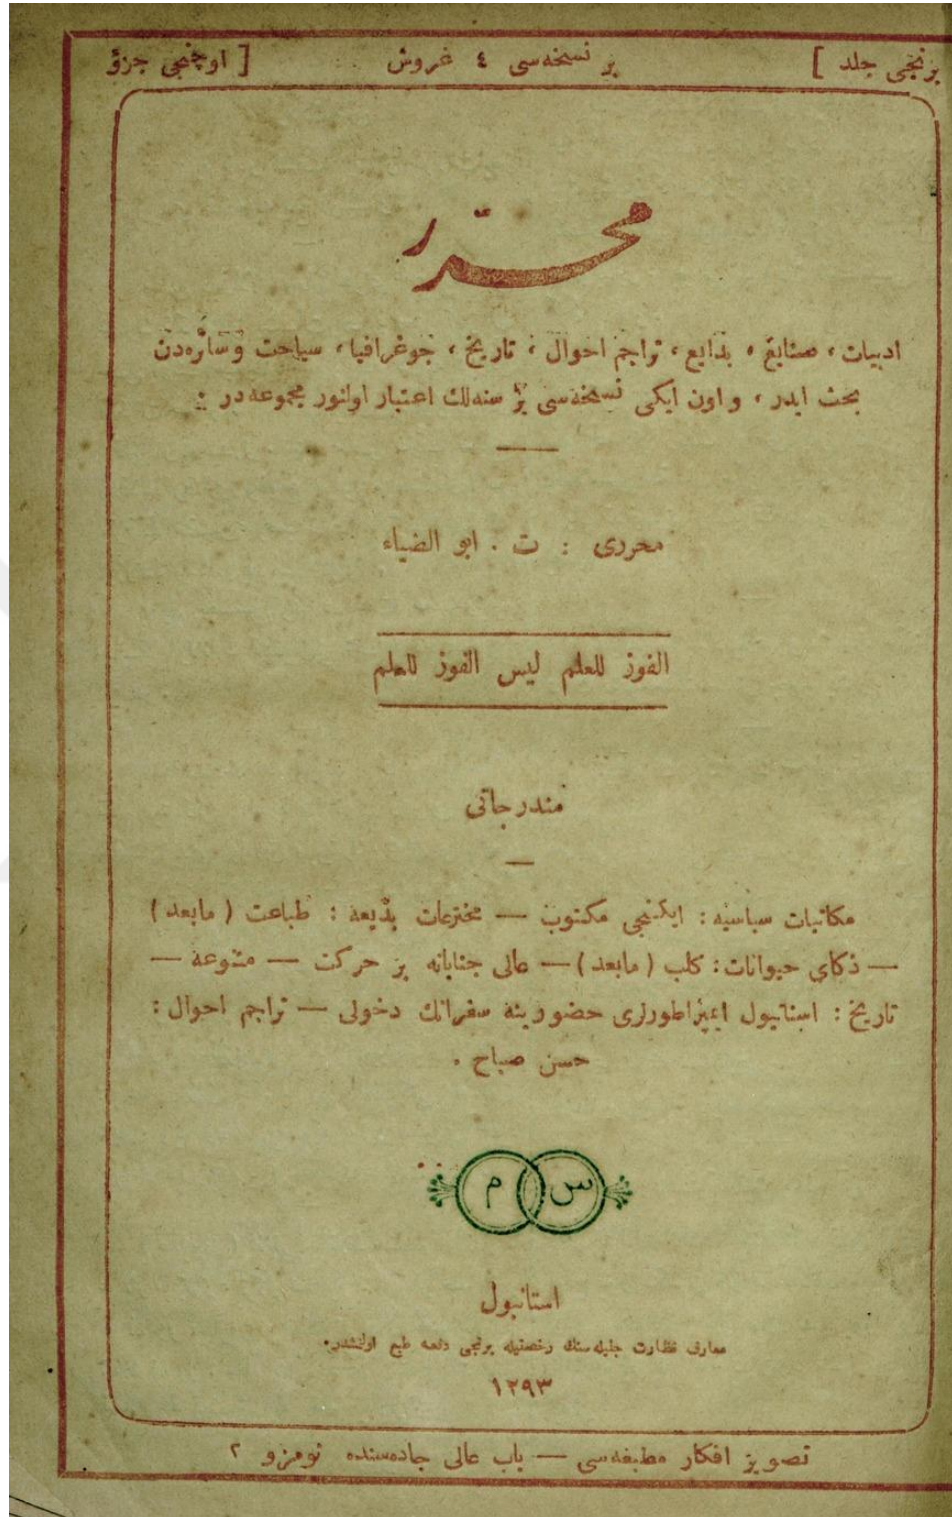 برنجی جلد ] بر نسخه‌سی ٤ غروش [ اوچنجی جزؤ
محرّر
ادبیات ، صنایع ، بدایع ، تراجم احوال ، تاریخ ، جوغرافیا ، سیاحت وسائره‌دن
بحث ایدر ، واون ایکی نسخه‌سی بر سنه‌لك اعتبار اولنور مجموعه‌در :
محرری : ت . ابو الضیاء
الفوز للعلم لیس الفوز للعلم
مندرجاتی
مکاتبات سیاسیه : ایکنجی مکتوب — مخترعات بدیعه : طباعت ( مابعد )
— ذکای حیوانات : کلب ( مابعد ) — عالی جنابانه بر حرکت — متنوعه —
تاریخ : استانبول ایمپراطورلری حضورینه سفرانك دخولی — تراجم احوال :
حسن صباح .
س م
استانبول
معارف نظارت جلیله‌سنك رخصتیله برنجی دفعه طبع اولنمشدر.
١٢٩٣
تصویر افکار مطبعه‌سی — باب عالی جاده‌سنده نومرو ٢